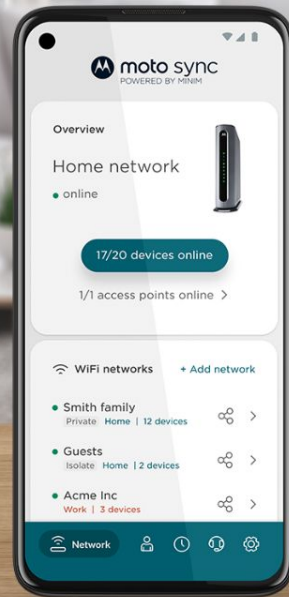 moto sync
POWERED BY MINIM
Overview
Home network
online
17/20 devices online
1/1 access points online >
WiFi networks + Add network
Smith family
Private Home | 12 devices
Guests
Isolate Home | 2 devices
Acme Inc
Work | 3 devices
Network